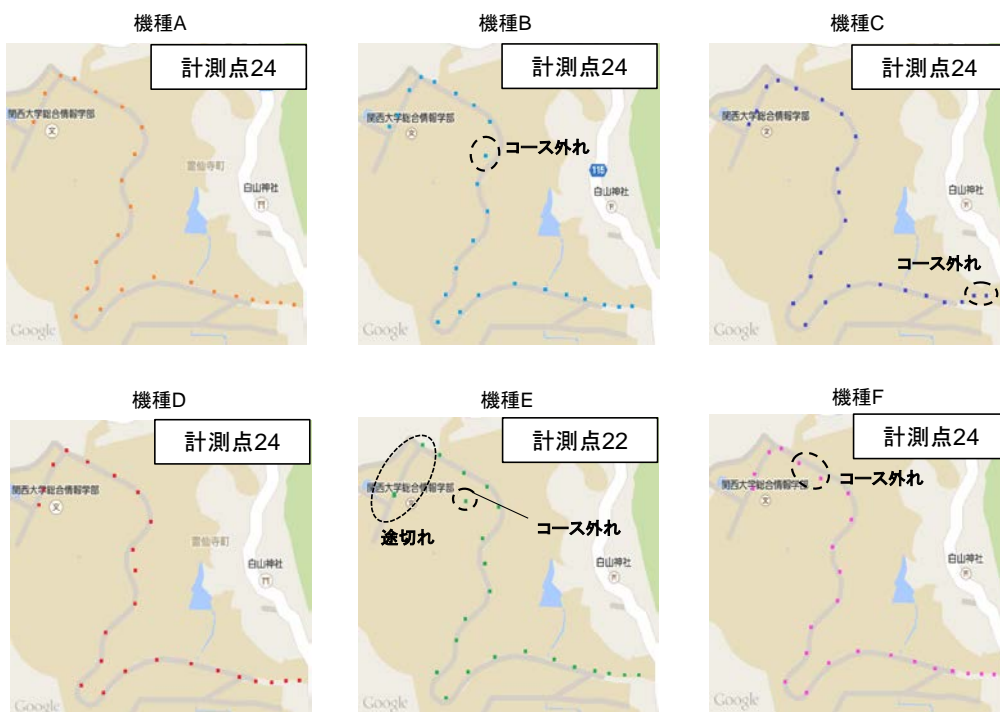 機種A
計測点24
関西大学総合情報学部
文
霊仙寺町
白山神社
Google
機種B
計測点24
コース外れ
関西大学総合情報学部
文
115
白山神社
Google
機種C
計測点24
関西大学総合情報学部
文
白山神社
コース外れ
Google
機種D
計測点24
関西大学総合情報学部
文
霊仙寺町
白山神社
Google
機種E
計測点22
関西大学総合情報学部
途切れ
コース外れ
白山神社
Google
機種F
計測点24
コース外れ
関西大学総合情報学部
文
白山神社
Google